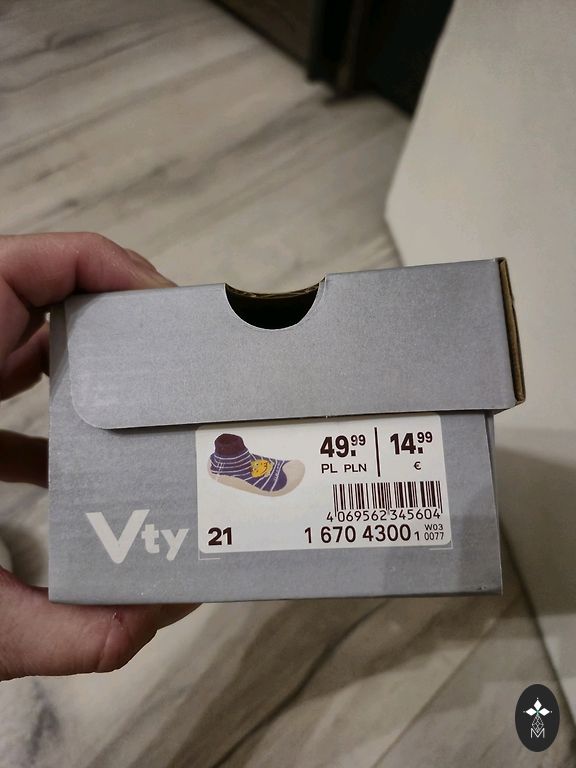 49.99 | 14.99
PL PLN €
4 069562 345604
Vty
21 1 670 4300 1 W03 0077
M